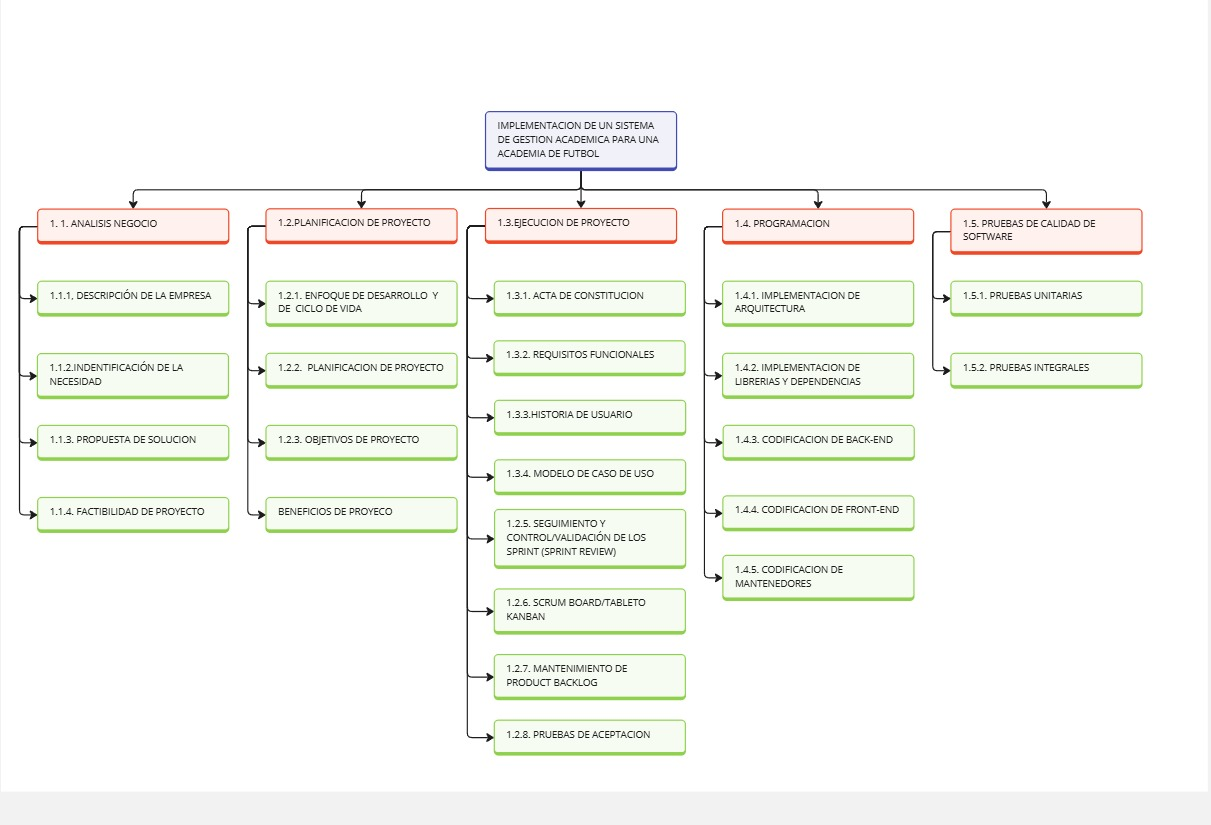 IMPLEMENTACION DE UN SISTEMA
DE GESTION ACADEMICA PARA UNA
ACADEMIA DE FUTBOL
1. 1. ANALISIS NEGOCIO
1.1.1, DESCRIPCIÓN DE LA EMPRESA
1.1.2.INDENTIFICACIÓN DE LA
NECESIDAD
1.1.3. PROPUESTA DE SOLUCION
1.1.4. FACTIBILIDAD DE PROYECTO
1.2.PLANIFICACION DE PROYECTO
1.2.1. ENFOQUE DE DESARROLLO Y
DE CICLO DE VIDA
1.2.2. PLANIFICACION DE PROYECTO
1.2.3. OBJETIVOS DE PROYECTO
BENEFICIOS DE PROYECO
1.3.EJECUCION DE PROYECTO
1.3.1. ACTA DE CONSTITUCION
1.3.2. REQUISITOS FUNCIONALES
1.3.3.HISTORIA DE USUARIO
1.3.4. MODELO DE CASO DE USO
1.2.5. SEGUIMIENTO Y
CONTROL/VALIDACIÓN DE LOS
SPRINT (SPRINT REVIEW)
1.2.6. SCRUM BOARD/TABLETO
KANBAN
1.2.7. MANTENIMIENTO DE
PRODUCT BACKLOG
1.2.8. PRUEBAS DE ACEPTACION
1.4. PROGRAMACION
1.4.1. IMPLEMENTACION DE
ARQUITECTURA
1.4.2. IMPLEMENTACION DE
LIBRERIAS Y DEPENDENCIAS
1.4.3. CODIFICACION DE BACK-END
1.4.4. CODIFICACION DE FRONT-END
1.4.5. CODIFICACION DE
MANTENEDORES
1.5. PRUEBAS DE CALIDAD DE
SOFTWARE
1.5.1. PRUEBAS UNITARIAS
1.5.2. PRUEBAS INTEGRALES